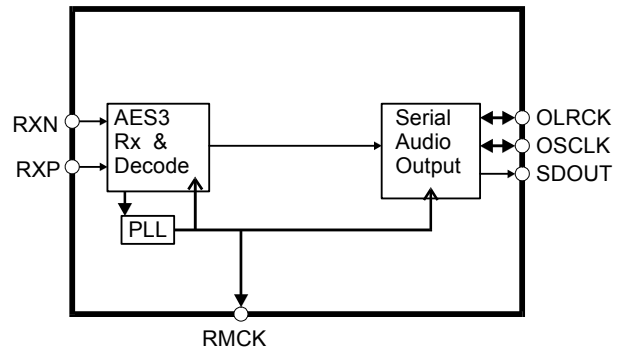 RXN
RXP
AES3
Rx &
Decode
PLL
Serial
Audio
Output
OLRCK
OSCLK
SDOUT
RMCK